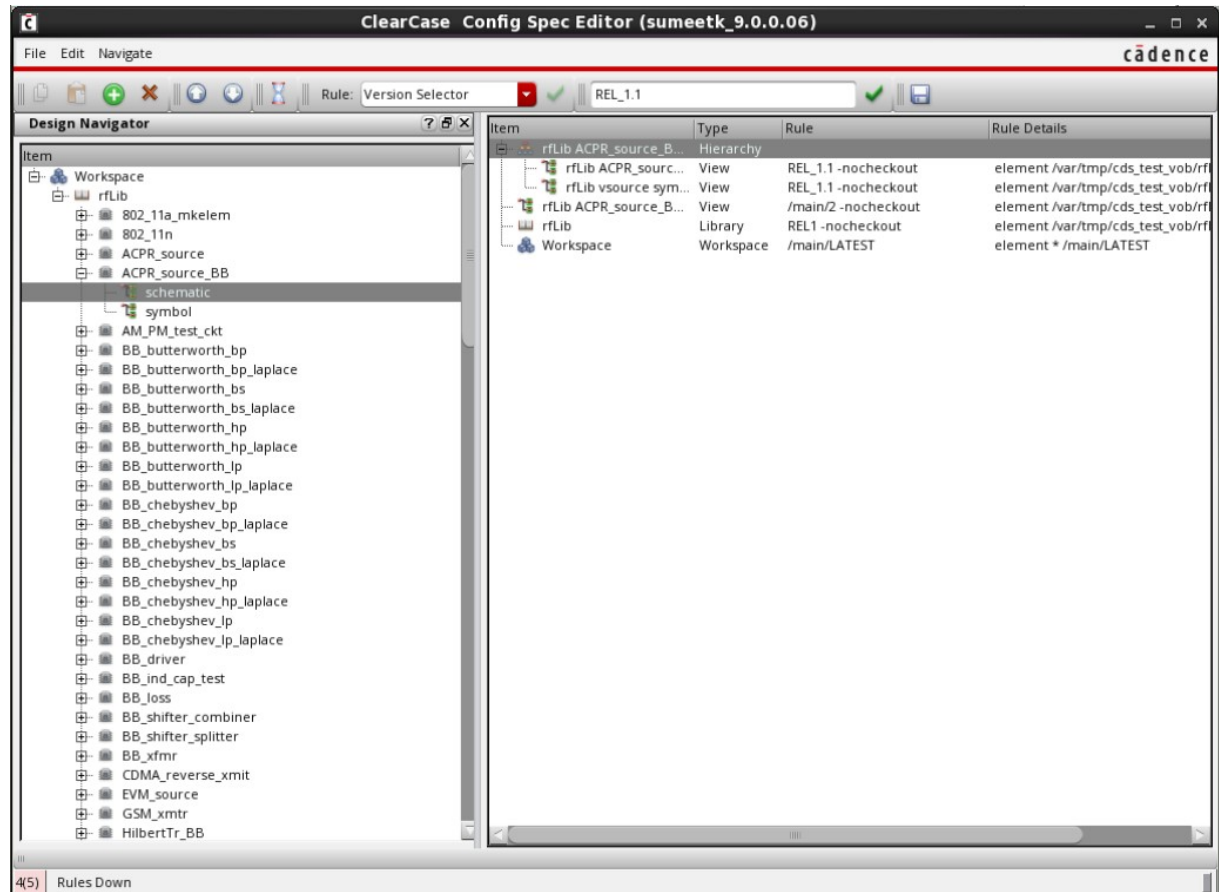 ClearCase Config Spec Editor (sumeetk_9.0.0.06)
File Edit Navigate
cādence
Rule: Version Selector
REL_1.1
Design Navigator
Item
Workspace
rfLib
802_11a_mkelem
802_11n
ACPR_source
ACPR_source_BB
schematic
symbol
AM_PM_test_ckt
BB_butterworth_bp
BB_butterworth_bp_laplace
BB_butterworth_bs
BB_butterworth_bs_laplace
BB_butterworth_hp
BB_butterworth_hp_laplace
BB_butterworth_lp
BB_butterworth_lp_laplace
BB_chebyshev_bp
BB_chebyshev_bp_laplace
BB_chebyshev_bs
BB_chebyshev_bs_laplace
BB_chebyshev_hp
BB_chebyshev_hp_laplace
BB_chebyshev_lp
BB_chebyshev_lp_laplace
BB_driver
BB_ind_cap_test
BB_loss
BB_shifter_combiner
BB_shifter_splitter
BB_xfmr
CDMA_reverse_xmit
EVM_source
GSM_xmtr
HilbertTr_BB
Item Type Rule Rule Details
rfLib ACPR_source_B... Hierarchy
rfLib ACPR_sourc... View REL_1.1 -nocheckout element /var/tmp/cds_test_vob/rfl
rfLib vsource sym... View REL_1.1 -nocheckout element /var/tmp/cds_test_vob/rfl
rfLib ACPR_source_B... View /main/2 -nocheckout element /var/tmp/cds_test_vob/rfl
rfLib Library REL1 -nocheckout element /var/tmp/cds_test_vob/rfl
Workspace Workspace /main/LATEST element * /main/LATEST
4(5) Rules Down